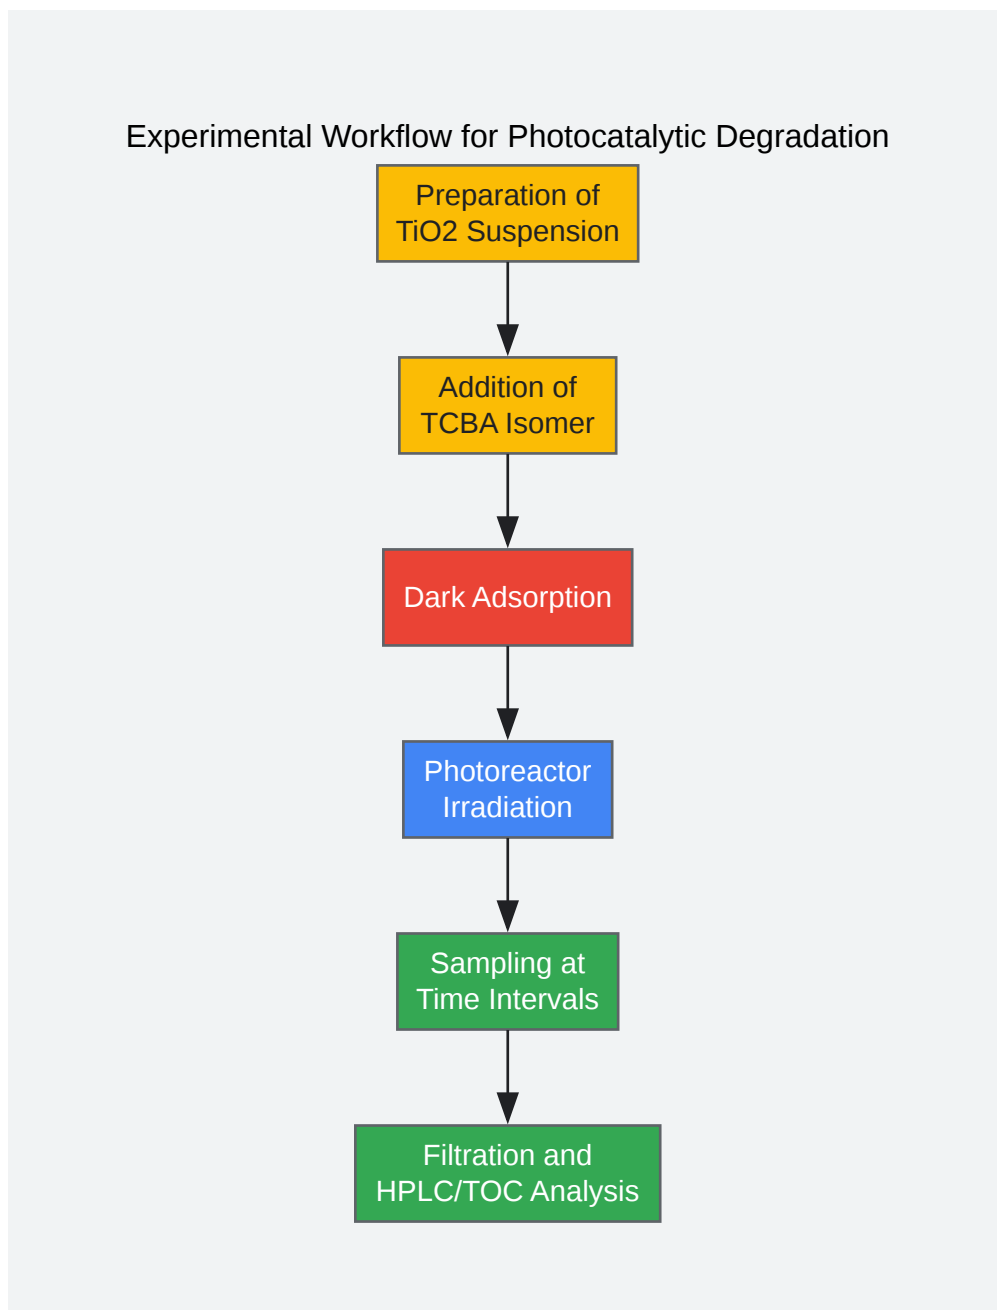 Experimental Workflow for Photocatalytic Degradation
Preparation of
TiO2 Suspension
Addition of
TCBA Isomer
Dark Adsorption
Photoreactor
Irradiation
Sampling at
Time Intervals
Filtration and
HPLC/TOC Analysis